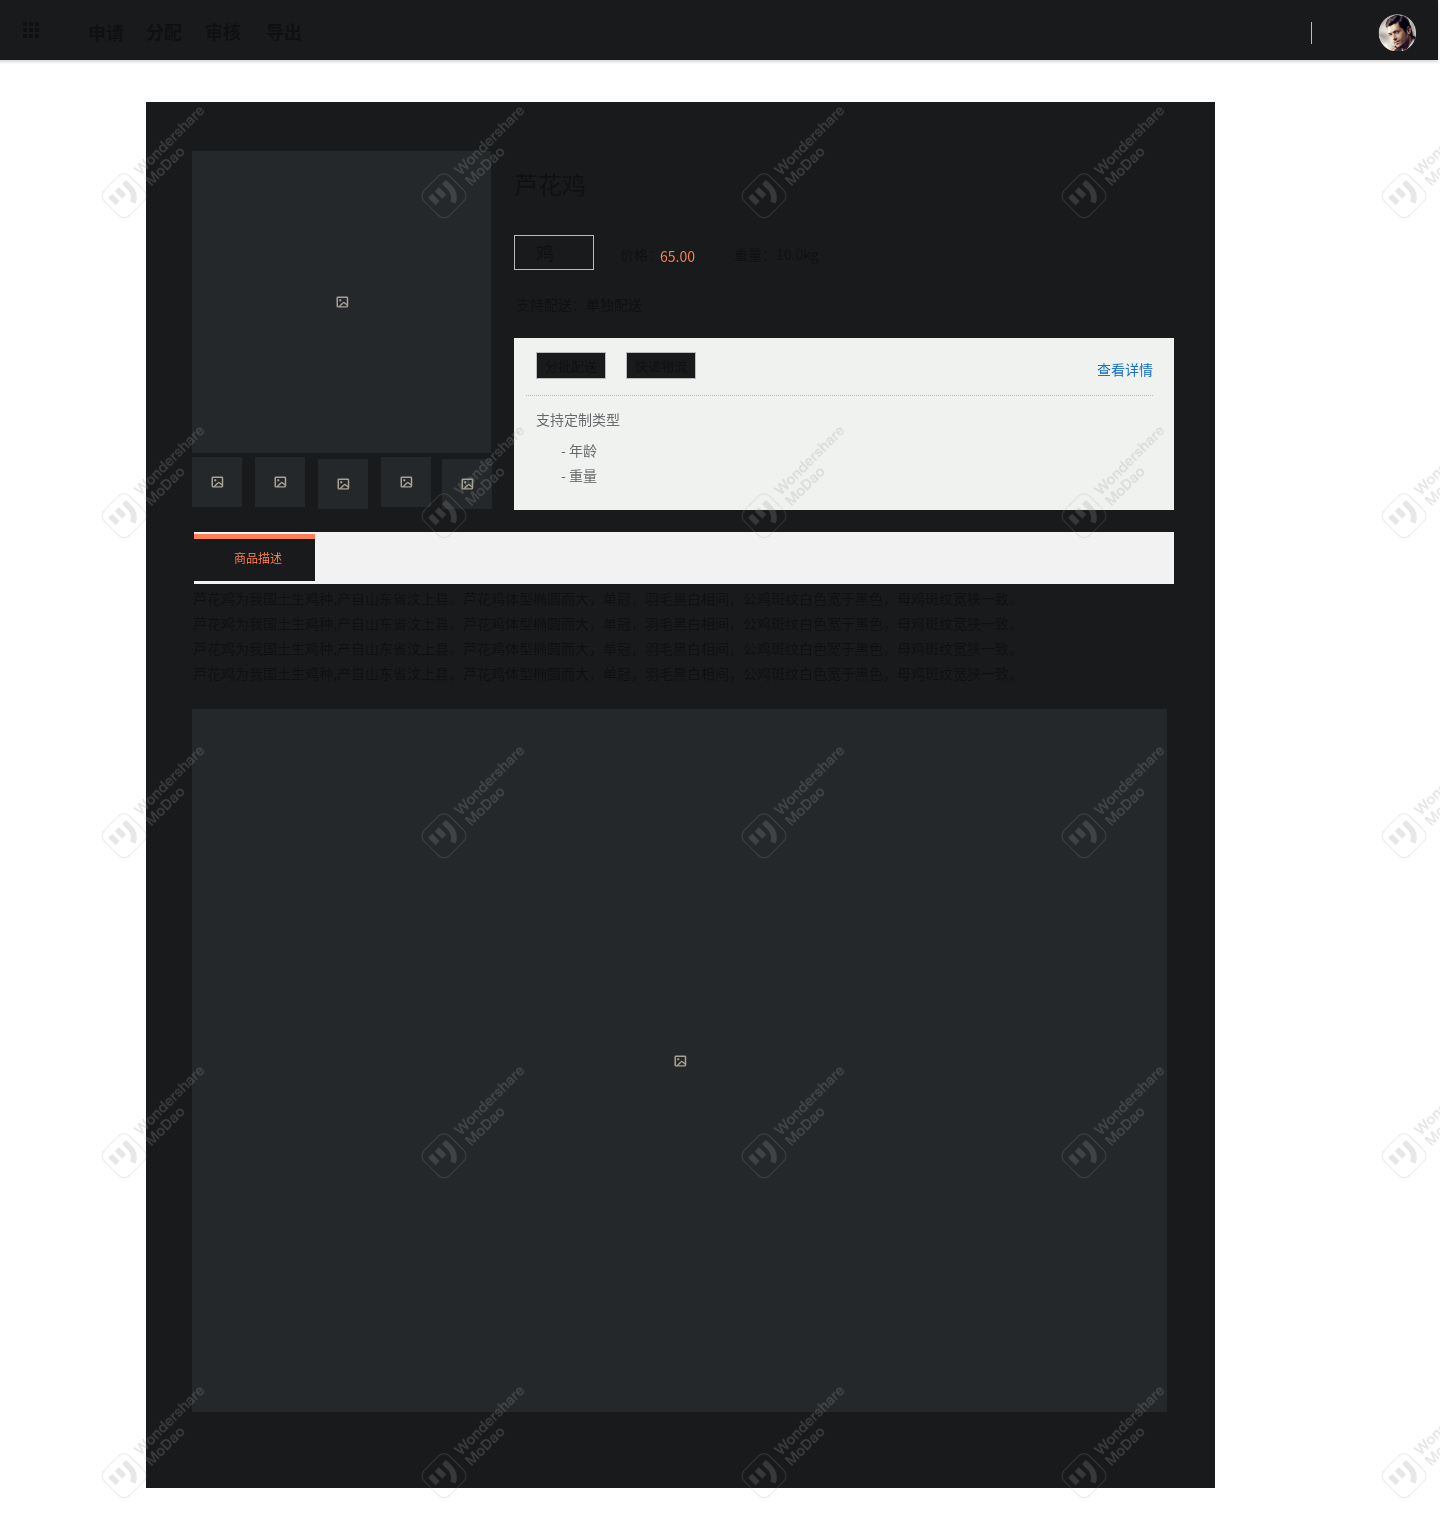 申请 分配 审核 导出
芦花鸡
鸡 价格: 65.00 重量: 10.0kg
支持配送: 单独配送
分批配送 快递物流 查看详情
支持定制类型
- 年龄
- 重量
商品描述
芦花鸡为我国土生鸡种,产自山东省汶上县。芦花鸡体型椭圆而大，单冠，羽毛黑白相间，公鸡斑纹白色宽于黑色，母鸡斑纹宽狭一致。
芦花鸡为我国土生鸡种,产自山东省汶上县。芦花鸡体型椭圆而大，单冠，羽毛黑白相间，公鸡斑纹白色宽于黑色，母鸡斑纹宽狭一致。
芦花鸡为我国土生鸡种,产自山东省汶上县。芦花鸡体型椭圆而大，单冠，羽毛黑白相间，公鸡斑纹白色宽于黑色，母鸡斑纹宽狭一致。
芦花鸡为我国土生鸡种,产自山东省汶上县。芦花鸡体型椭圆而大，单冠，羽毛黑白相间，公鸡斑纹白色宽于黑色，母鸡斑纹宽狭一致。
Wondershare
MoDao